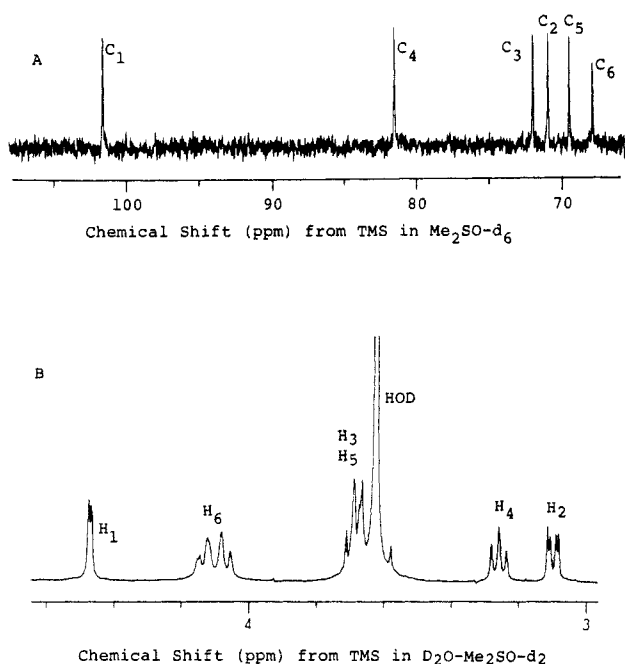 A
C₁
C₄
C₃
C₂
C₅
C₆
100 90 80 70
Chemical Shift (ppm) from TMS in Me₂SO-d₆
B
HOD
H₃
H₅
H₁
H₆
H₄
H₂
4 3
Chemical Shift (ppm) from TMS in D₂O-Me₂SO-d₂